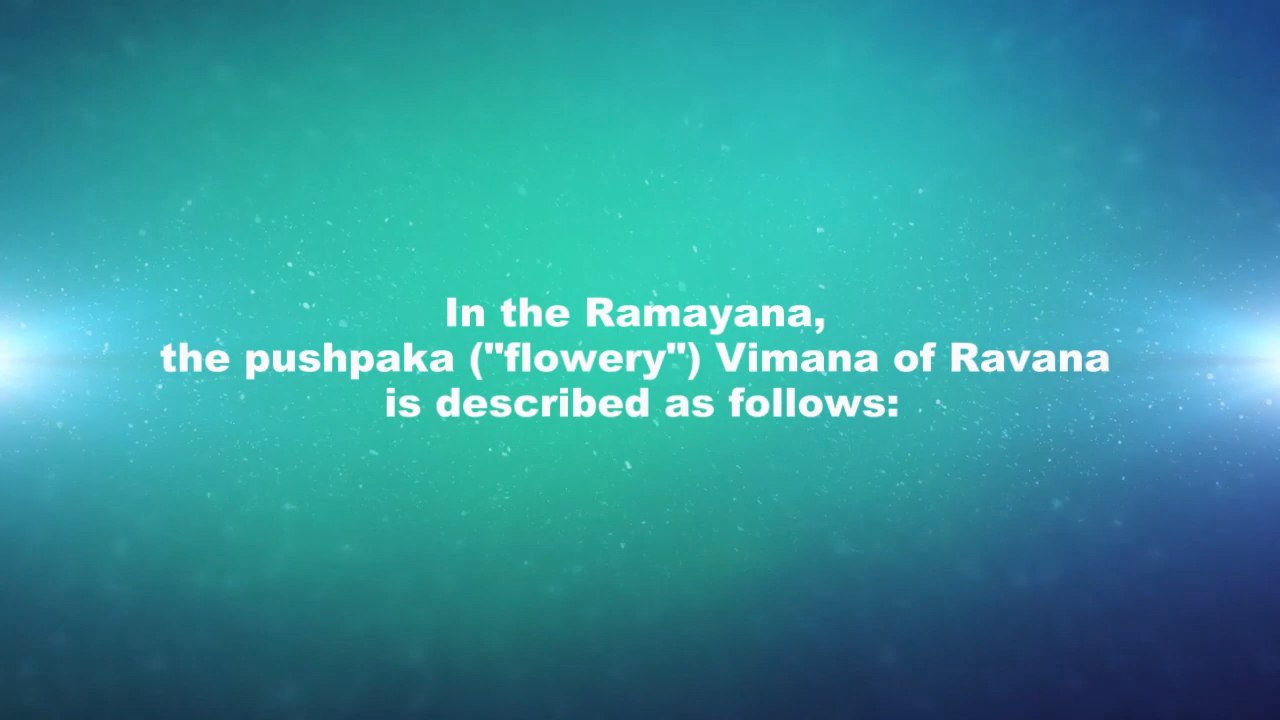 In the Ramayana,
the pushpaka ("flowery") Vimana of Ravana
is described as follows: